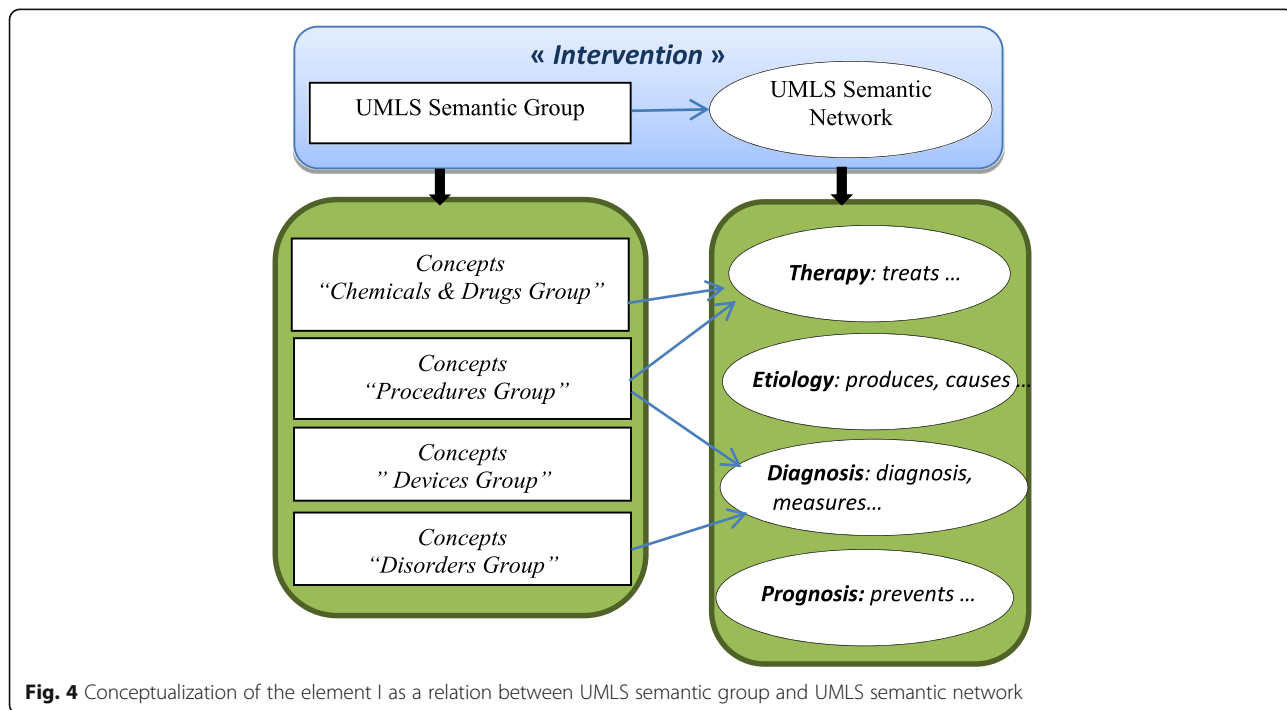 « Intervention »
UMLS Semantic Group
UMLS Semantic
Network
Concepts
“Chemicals & Drugs Group”
Concepts
“Procedures Group”
Concepts
” Devices Group”
Concepts
“Disorders Group”
Therapy: treats ...
Etiology: produces, causes ...
Diagnosis: diagnosis,
measures...
Prognosis: prevents ...
Fig. 4 Conceptualization of the element I as a relation between UMLS semantic group and UMLS semantic network